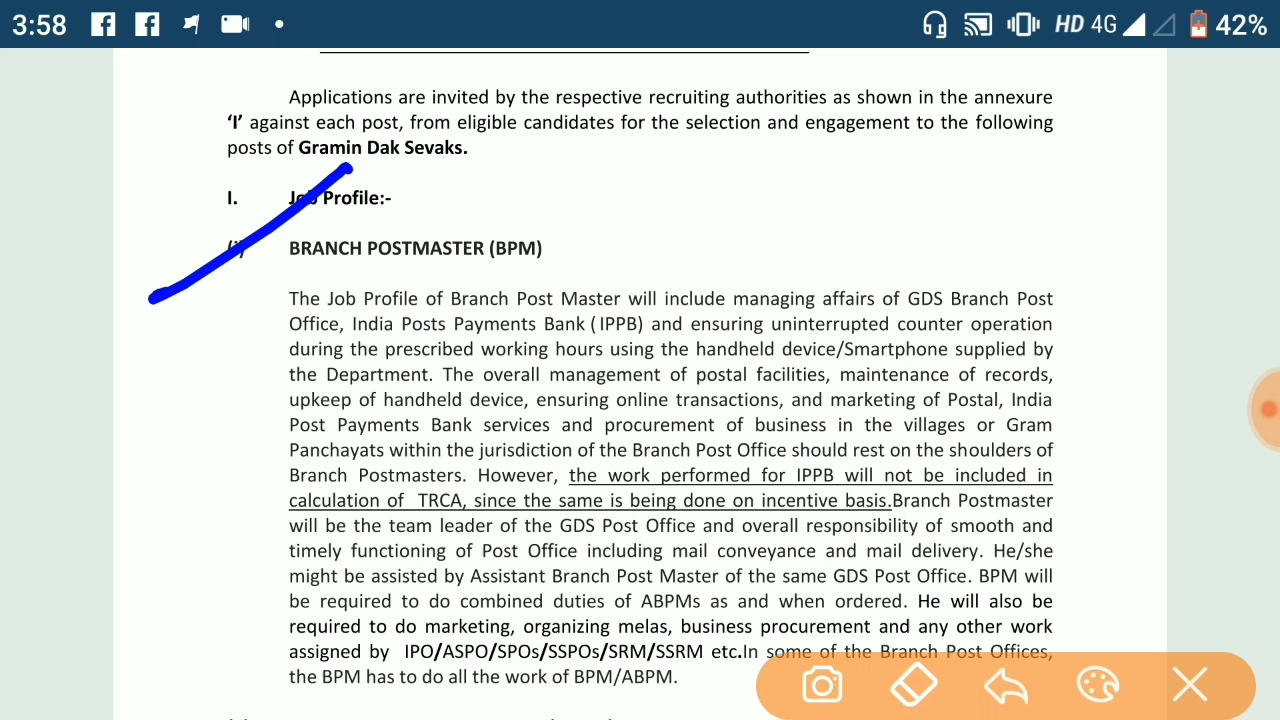 3:58 HD 4G 42%
Applications are invited by the respective recruiting authorities as shown in the annexure
‘I’ against each post, from eligible candidates for the selection and engagement to the following
posts of Gramin Dak Sevaks.
I. Job Profile:-
(i) BRANCH POSTMASTER (BPM)
The Job Profile of Branch Post Master will include managing affairs of GDS Branch Post
Office, India Posts Payments Bank (IPPB) and ensuring uninterrupted counter operation
during the prescribed working hours using the handheld device/Smartphone supplied by
the Department. The overall management of postal facilities, maintenance of records,
upkeep of handheld device, ensuring online transactions, and marketing of Postal, India
Post Payments Bank services and procurement of business in the villages or Gram
Panchayats within the jurisdiction of the Branch Post Office should rest on the shoulders of
Branch Postmasters. However, the work performed for IPPB will not be included in
calculation of TRCA, since the same is being done on incentive basis.Branch Postmaster
will be the team leader of the GDS Post Office and overall responsibility of smooth and
timely functioning of Post Office including mail conveyance and mail delivery. He/she
might be assisted by Assistant Branch Post Master of the same GDS Post Office. BPM will
be required to do combined duties of ABPMs as and when ordered. He will also be
required to do marketing, organizing melas, business procurement and any other work
assigned by IPO/ASPO/SPOs/SSPOs/SRM/SSRM etc.In some of the Branch Post Offices,
the BPM has to do all the work of BPM/ABPM.